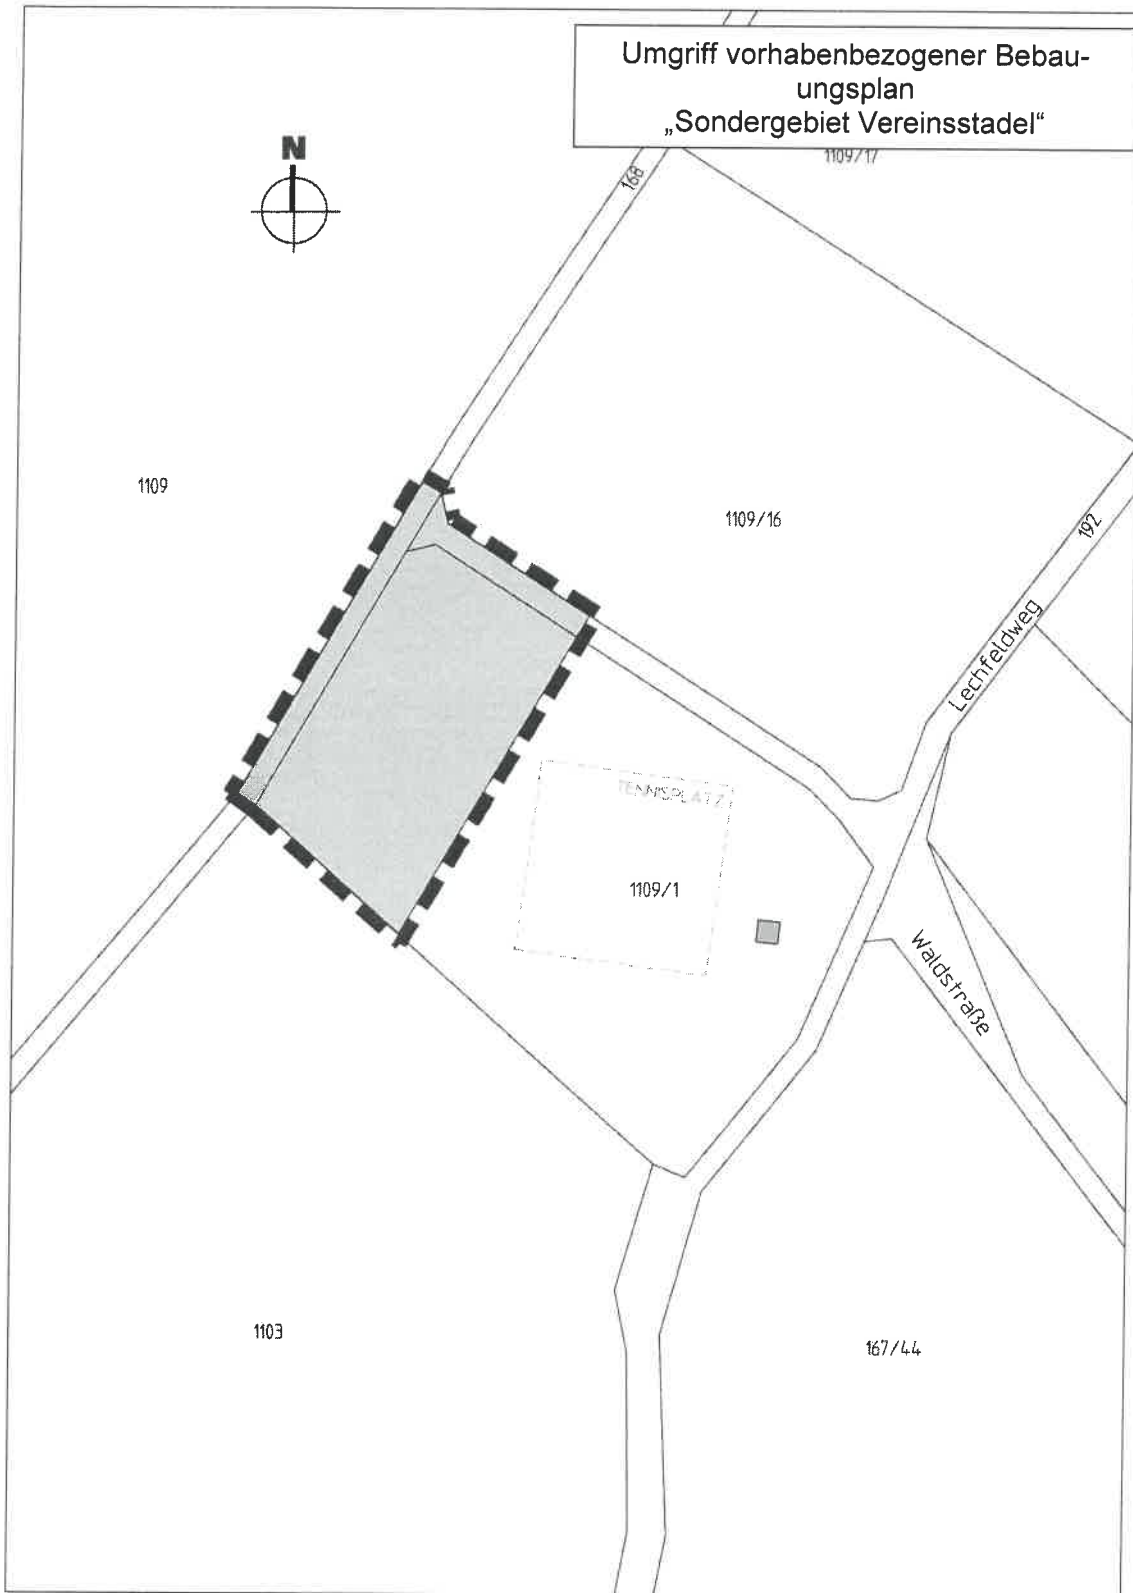 Umgriff vorhabenbezogener Bebau-
ungsplan
„Sondergebiet Vereinsstadel“
N
1109/17
168
1109
1109/16
192
Lechfeldweg
TENNISPLATZ
1109/1
Waldstraße
1103
167/44